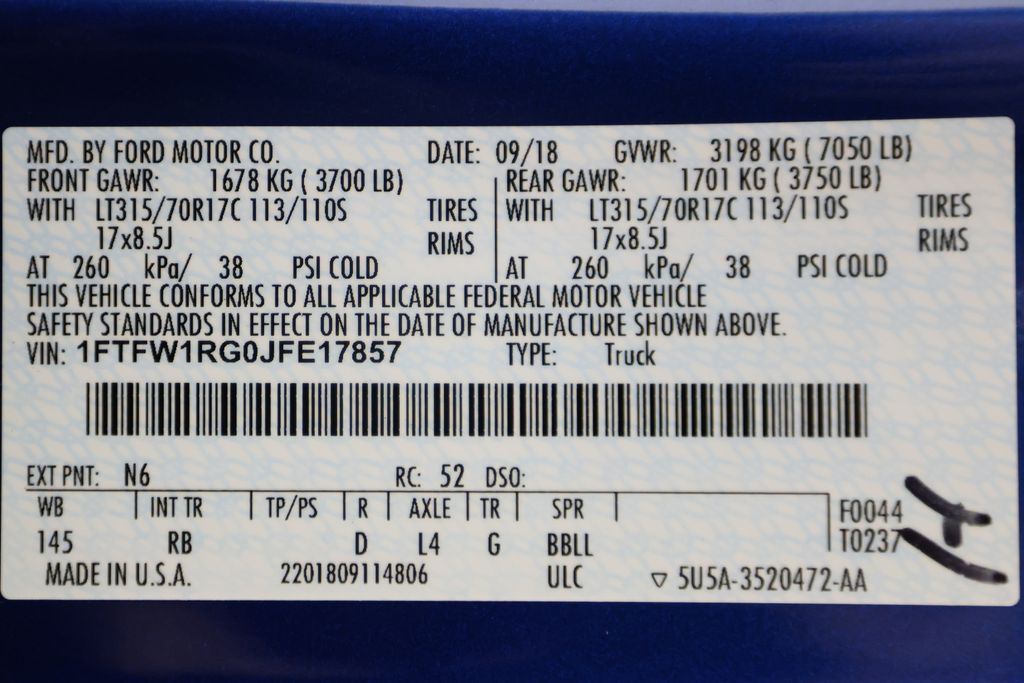 MFD. BY FORD MOTOR CO. DATE: 09/18 GVWR: 3198 KG ( 7050 LB)
FRONT GAWR: 1678 KG ( 3700 LB) REAR GAWR: 1701 KG ( 3750 LB)
WITH LT315/70R17C 113/110S TIRES WITH LT315/70R17C 113/110S TIRES
17x8.5J RIMS 17x8.5J RIMS
AT 260 kPa/ 38 PSI COLD AT 260 kPa/ 38 PSI COLD
THIS VEHICLE CONFORMS TO ALL APPLICABLE FEDERAL MOTOR VEHICLE
SAFETY STANDARDS IN EFFECT ON THE DATE OF MANUFACTURE SHOWN ABOVE.
VIN: 1FTFW1RG0JFE17857 TYPE: Truck
EXT PNT: N6 RC: 52 DSO:
WB INT TR TP/PS R AXLE TR SPR F0044
145 RB D L4 G BBLL T0237
MADE IN U.S.A. 2201809114806 ULC ▽ 5U5A-3520472-AA